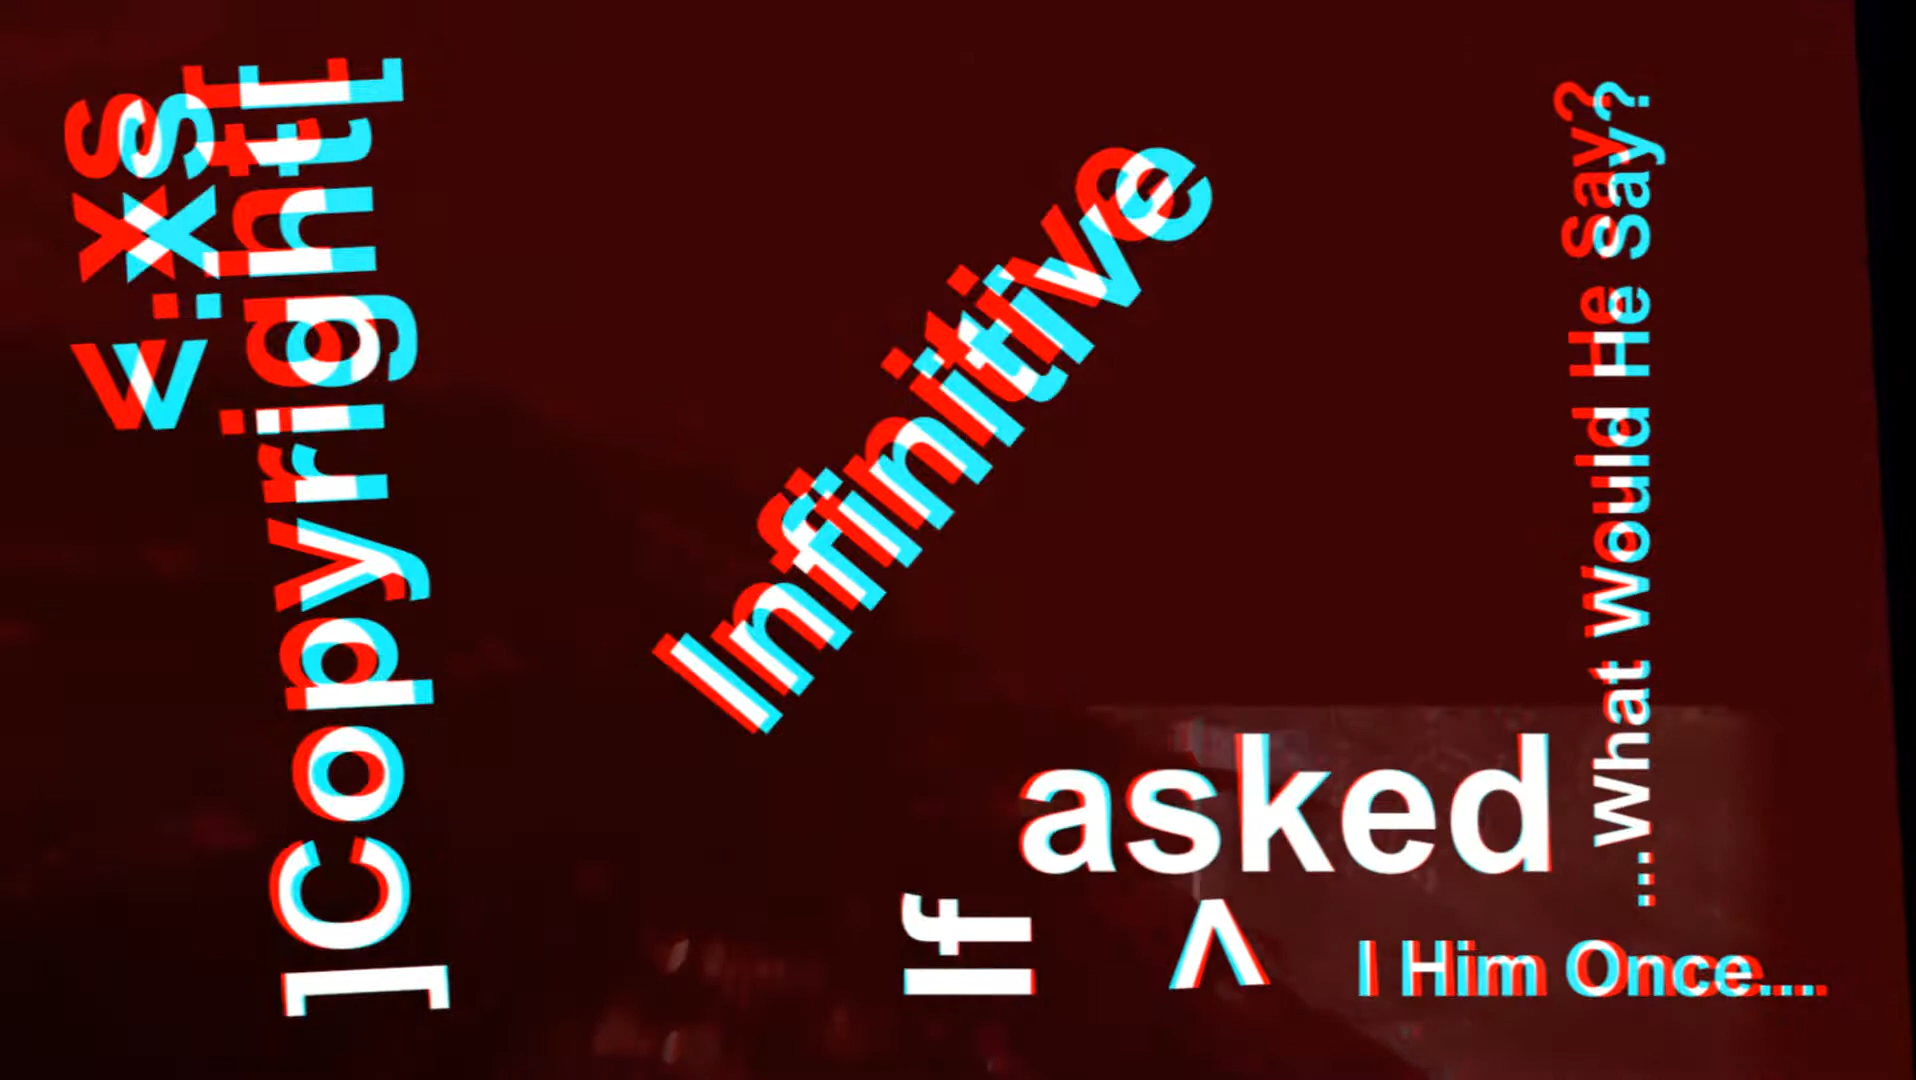 <.xs
]Copyright[
Infinitive
...What Would He Say?
asked
If ^ I Him Once....